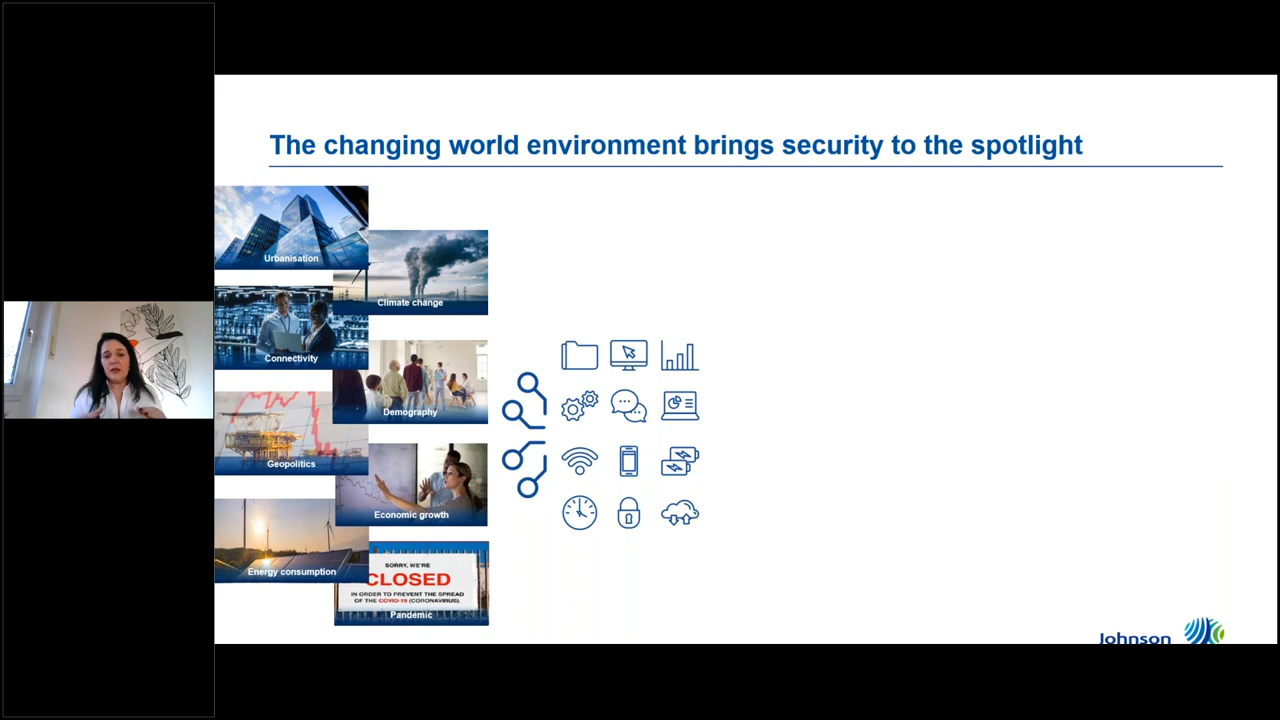 The changing world environment brings security to the spotlight
Urbanisation
Climate change
Connectivity
Demography
Geopolitics
Economic growth
Energy consumption
SORRY, WE'RE
CLOSED
IN ORDER TO PREVENT THE SPREAD
OF THE COVID-19 (CORONAVIRUS).
Pandemic
Johnson